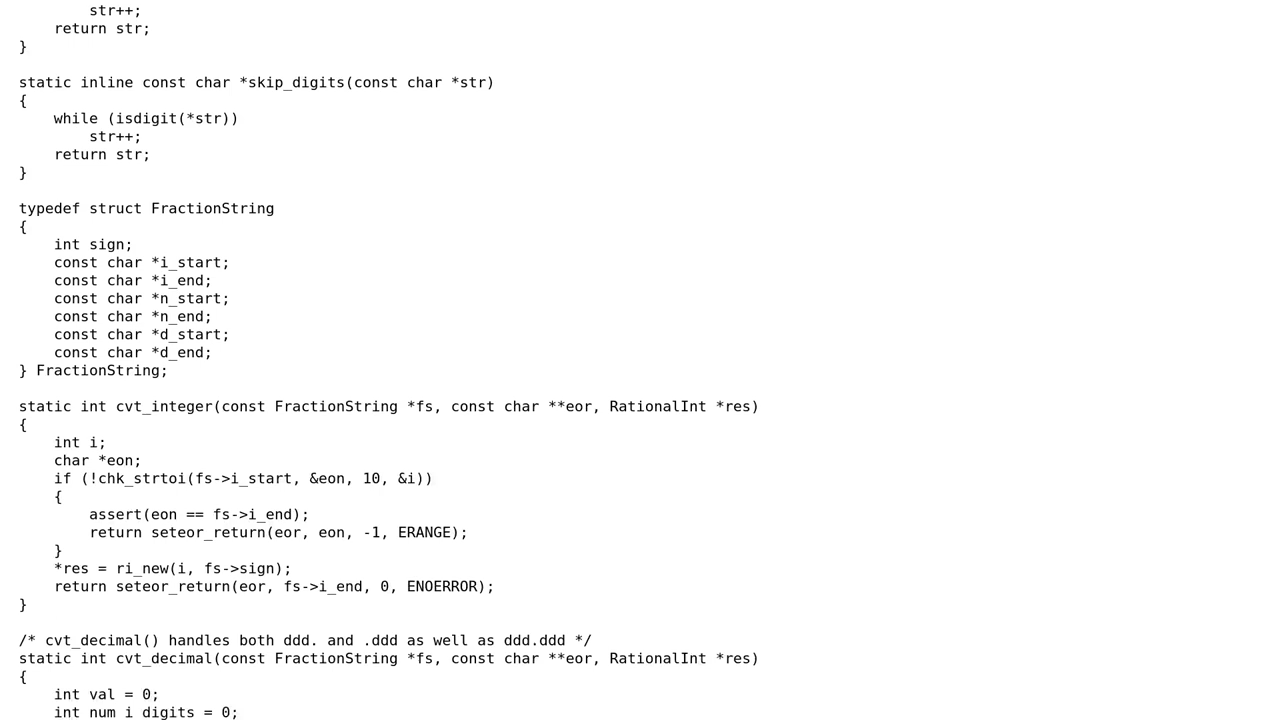 str++;
    return str;
}

static inline const char *skip_digits(const char *str)
{
    while (isdigit(*str))
        str++;
    return str;
}

typedef struct FractionString
{
    int sign;
    const char *i_start;
    const char *i_end;
    const char *n_start;
    const char *n_end;
    const char *d_start;
    const char *d_end;
} FractionString;

static int cvt_integer(const FractionString *fs, const char **eor, RationalInt *res)
{
    int i;
    char *eon;
    if (!chk_strtoi(fs->i_start, &eon, 10, &i))
    {
        assert(eon == fs->i_end);
        return seteor_return(eor, eon, -1, ERANGE);
    }
    *res = ri_new(i, fs->sign);
    return seteor_return(eor, fs->i_end, 0, ENOERROR);
}

/* cvt_decimal() handles both ddd. and .ddd as well as ddd.ddd */
static int cvt_decimal(const FractionString *fs, const char **eor, RationalInt *res)
{
    int val = 0;
    int num_i_digits = 0;